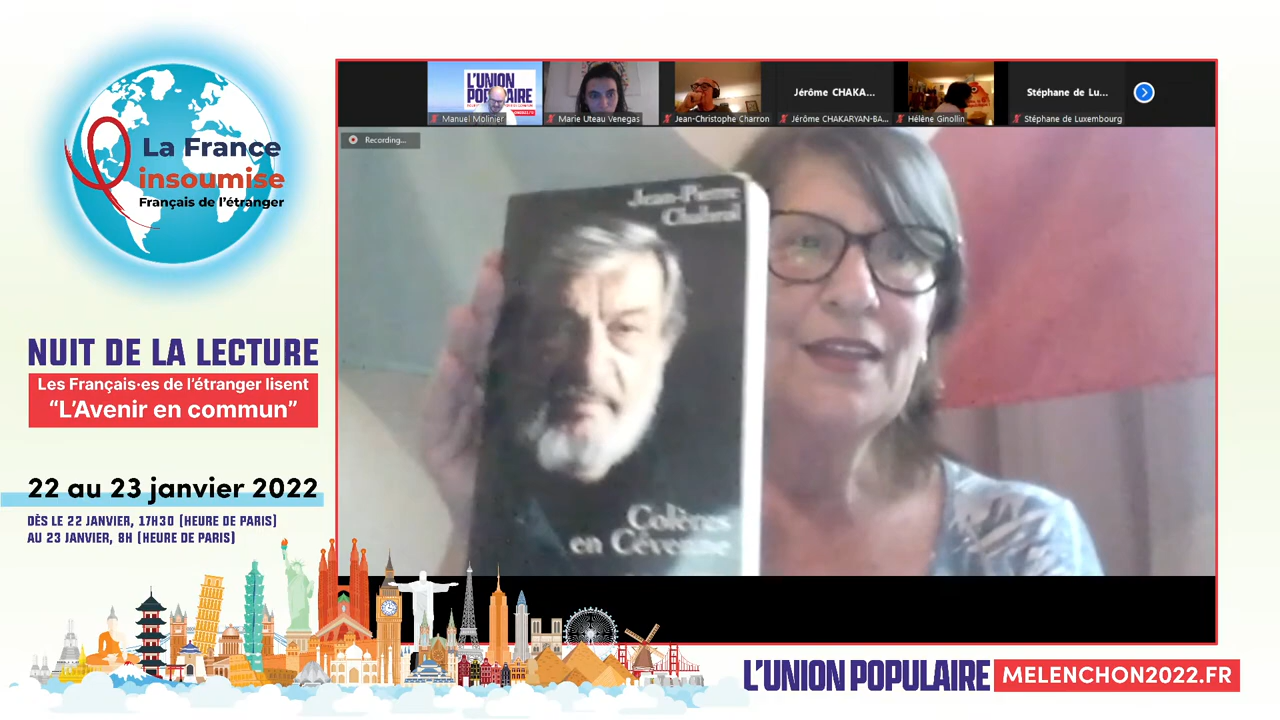 La France
insoumise
Français de l'étranger
NUIT DE LA LECTURE
Les Français·es de l'étranger lisent
“L'Avenir en commun”
22 au 23 janvier 2022
DÈS LE 22 JANVIER, 17H30 (HEURE DE PARIS)
AU 23 JANVIER, 8H (HEURE DE PARIS)
L'UNION
POPULAIRE
Manuel Molinier
Marie Uteau Venegas
Jean-Christophe Charron
Jérôme CHAKA...
Jérôme CHAKARYAN-BA...
Hélène Ginollin
Stéphane de Lu...
Stéphane de Luxembourg
Recording...
Jean-Pierre
Chabrol
Colères
en Cévenne
L'UNION POPULAIRE
MELENCHON2022.FR